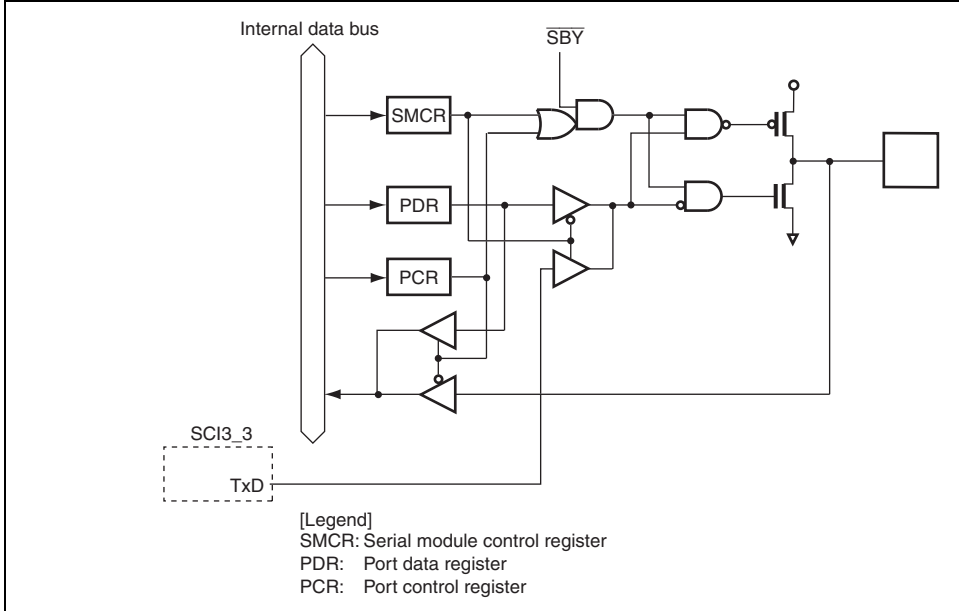 Internal data bus
SBY
SMCR
PDR
PCR
SCI3_3
TxD
[Legend]
SMCR: Serial module control register
PDR: Port data register
PCR: Port control register